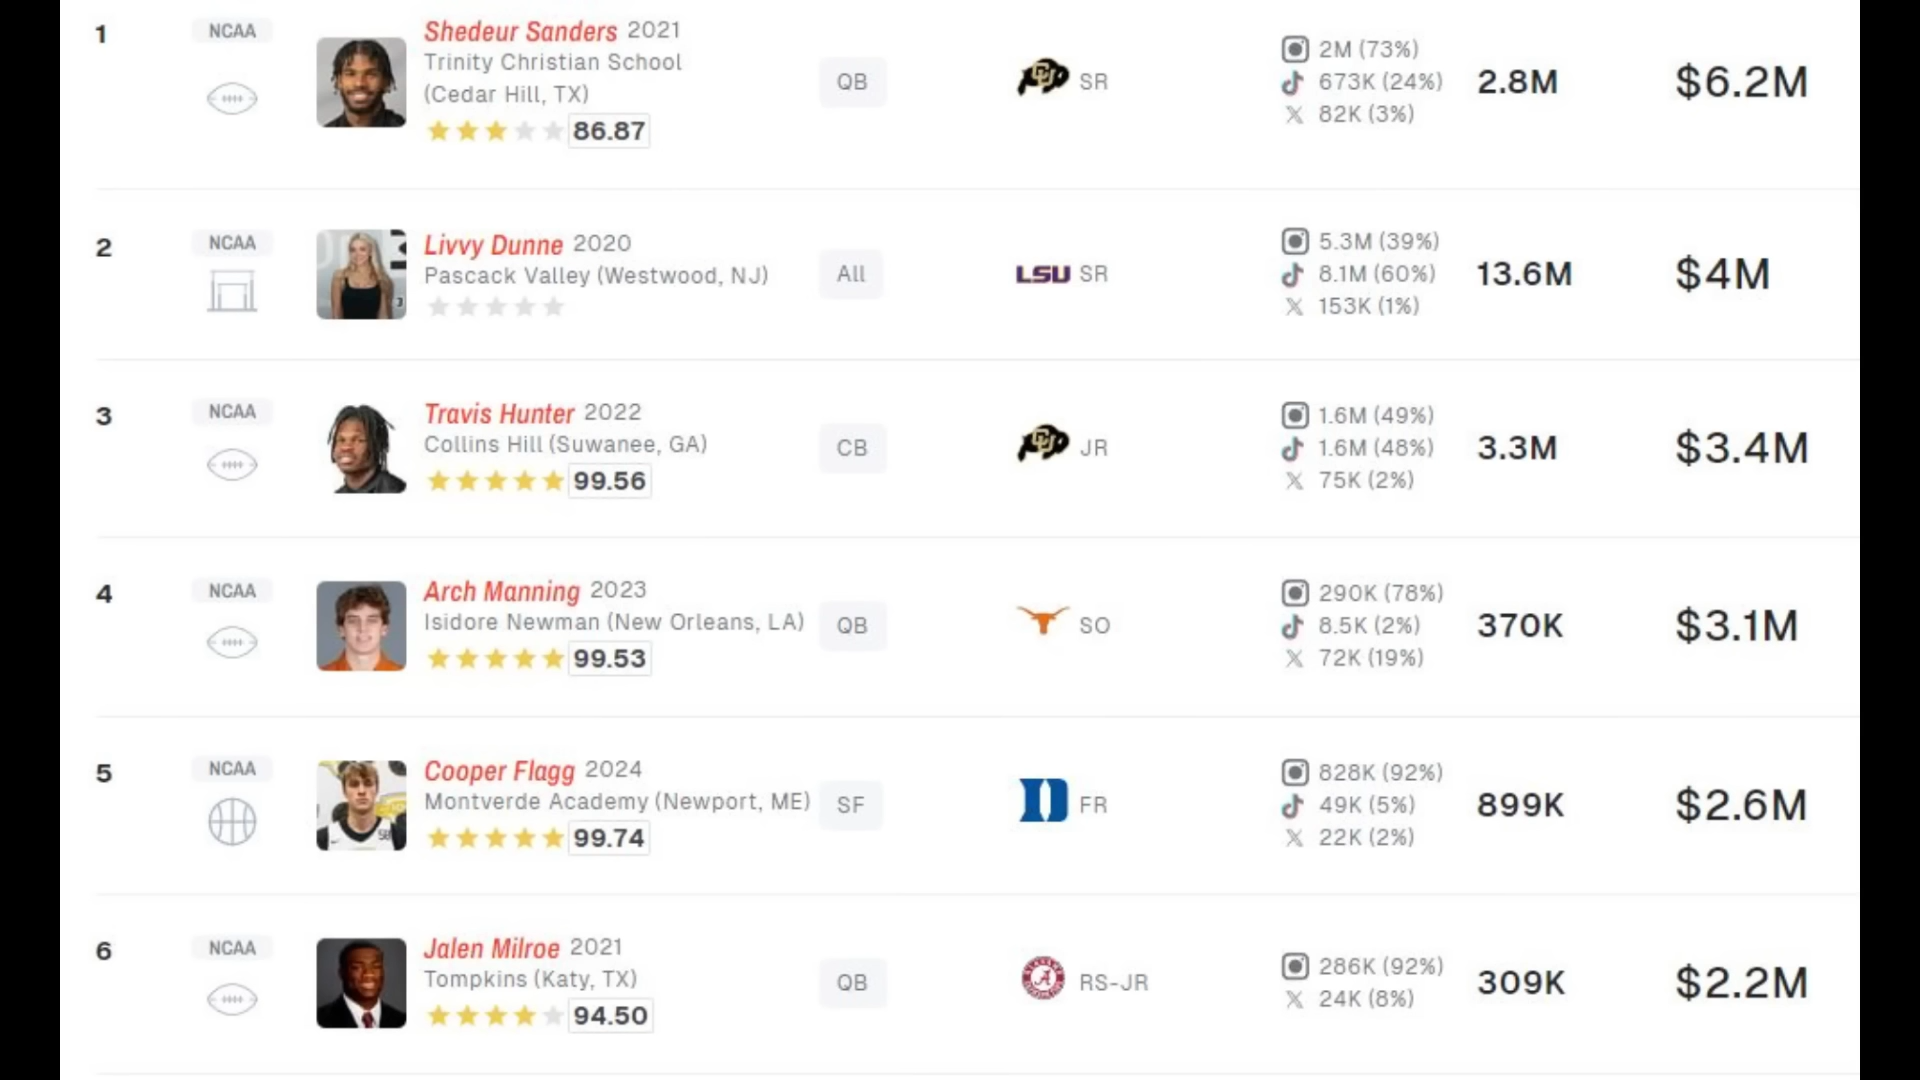 1
NCAA
Shedeur Sanders 2021
Trinity Christian School
(Cedar Hill, TX)
86.87
QB
CU
SR
2M (73%)
673K (24%)
82K (3%)
2.8M
$6.2M
2
NCAA
Livvy Dunne 2020
Pascack Valley (Westwood, NJ)
All
LSU SR
5.3M (39%)
8.1M (60%)
153K (1%)
13.6M
$4M
3
NCAA
Travis Hunter 2022
Collins Hill (Suwanee, GA)
99.56
CB
CU
JR
1.6M (49%)
1.6M (48%)
75K (2%)
3.3M
$3.4M
4
NCAA
Arch Manning 2023
Isidore Newman (New Orleans, LA)
99.53
QB
SO
290K (78%)
8.5K (2%)
72K (19%)
370K
$3.1M
5
NCAA
Cooper Flagg 2024
Montverde Academy (Newport, ME)
99.74
SF
D
FR
828K (92%)
49K (5%)
22K (2%)
899K
$2.6M
6
NCAA
Jalen Milroe 2021
Tompkins (Katy, TX)
94.50
QB
A
RS-JR
286K (92%)
24K (8%)
309K
$2.2M